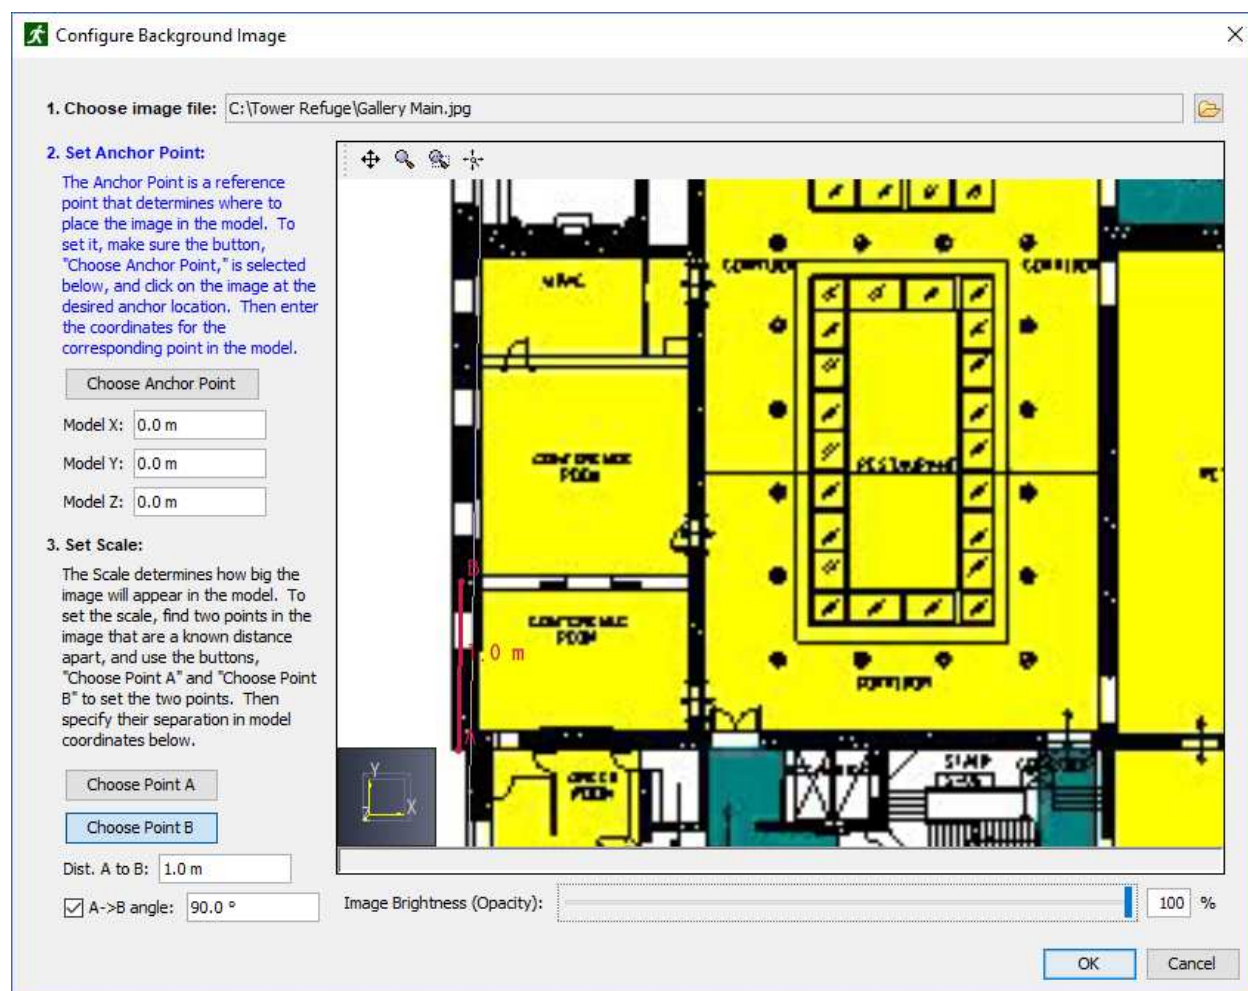 Configure Background Image
1. Choose image file: C:\Tower Refuge\Gallery Main.jpg
2. Set Anchor Point:
The Anchor Point is a reference
point that determines where to
place the image in the model. To
set it, make sure the button,
"Choose Anchor Point," is selected
below, and click on the image at the
desired anchor location. Then enter
the coordinates for the
corresponding point in the model.
Choose Anchor Point
Model X: 0.0 m
Model Y: 0.0 m
Model Z: 0.0 m
3. Set Scale:
The Scale determines how big the
image will appear in the model. To
set the scale, find two points in the
image that are a known distance
apart, and use the buttons,
"Choose Point A" and "Choose Point
B" to set the two points. Then
specify their separation in model
coordinates below.
Choose Point A
Choose Point B
Dist. A to B: 1.0 m
A->B angle: 90.0 °
B
.0 m
A
Y
Z
X
Image Brightness (Opacity):
100 %
OK
Cancel